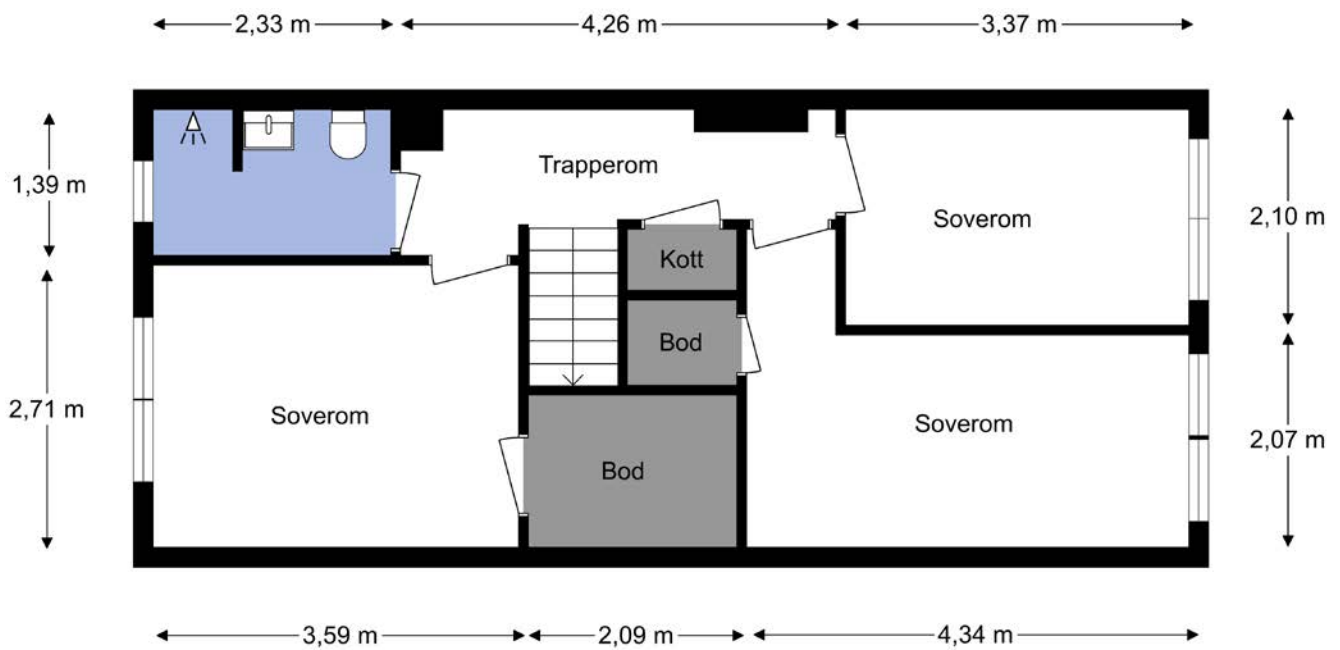 2,33 m
4,26 m
3,37 m
1,39 m
Trapperom
Soverom
2,10 m
Kott
Bod
2,71 m
Soverom
Soverom
2,07 m
Bod
3,59 m
2,09 m
4,34 m